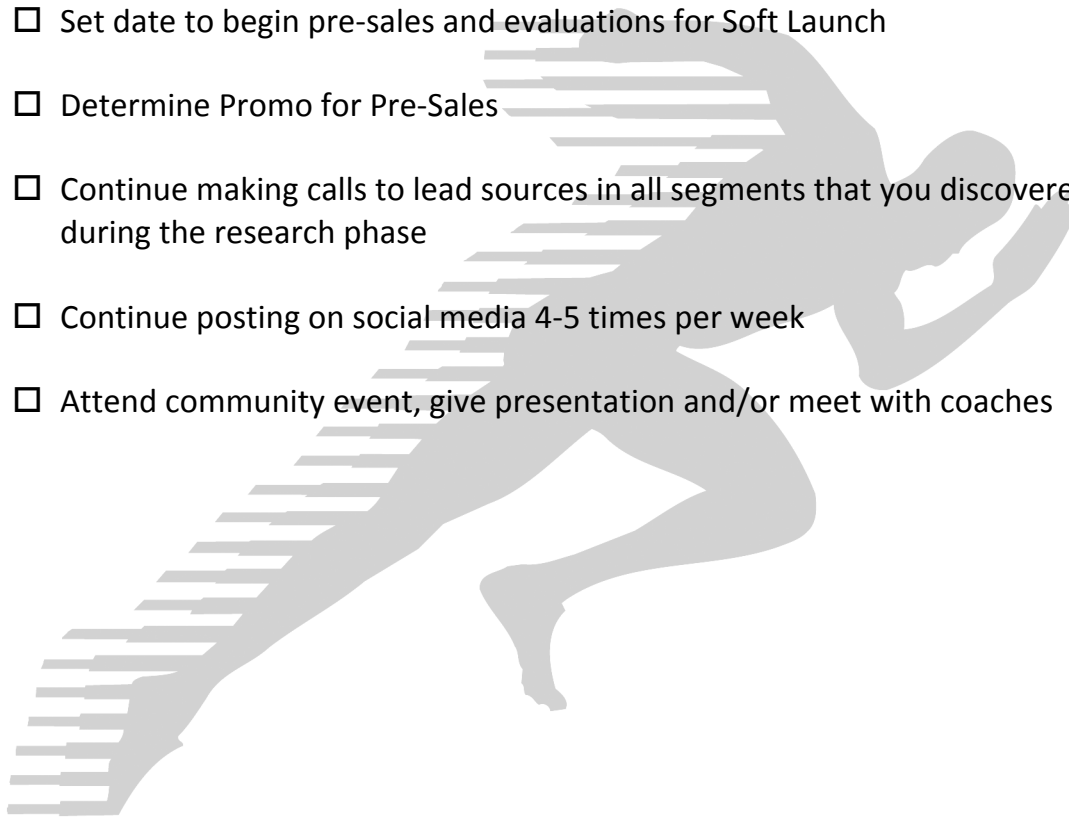 ☐ Set date to begin pre-sales and evaluations for Soft Launch
☐ Determine Promo for Pre-Sales
☐ Continue making calls to lead sources in all segments that you discovere
during the research phase
☐ Continue posting on social media 4-5 times per week
☐ Attend community event, give presentation and/or meet with coaches